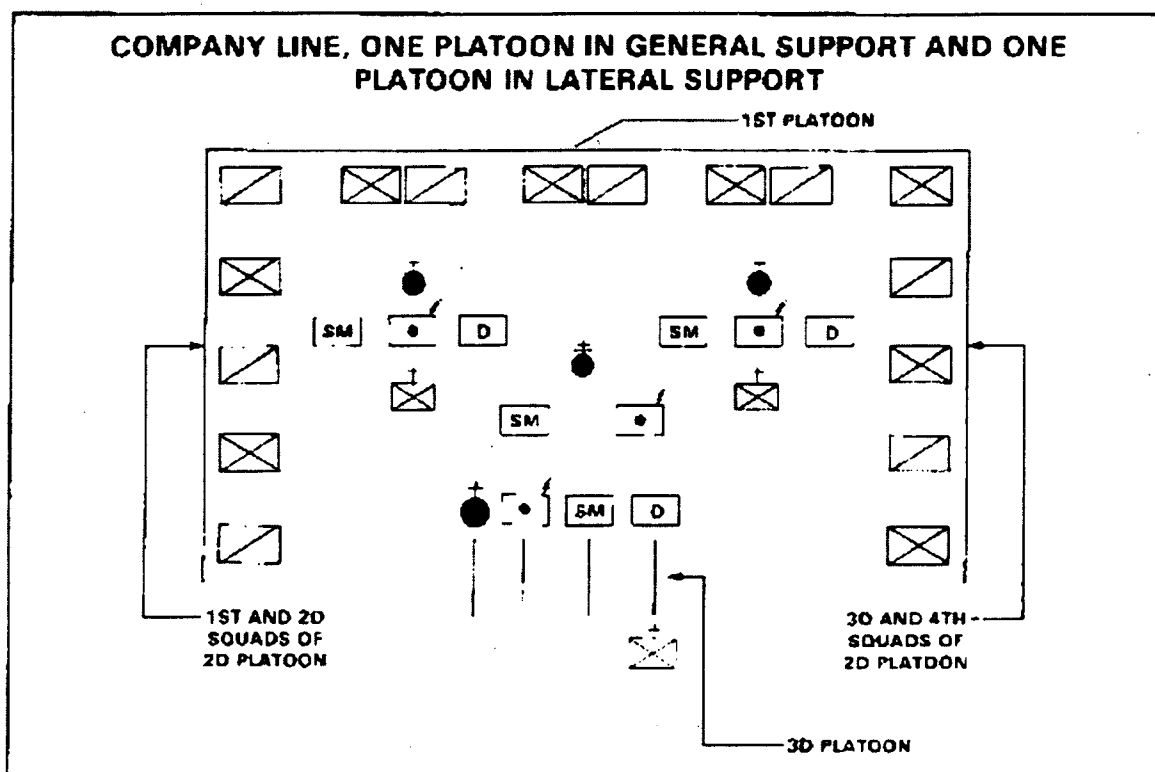 COMPANY LINE, ONE PLATOON IN GENERAL SUPPORT AND ONE
PLATOON IN LATERAL SUPPORT
1ST PLATOON
SM D SM D
SM
SM D
1ST AND 2D
SQUADS OF
2D PLATOON
3D AND 4TH
SQUADS OF
2D PLATOON
3D PLATOON